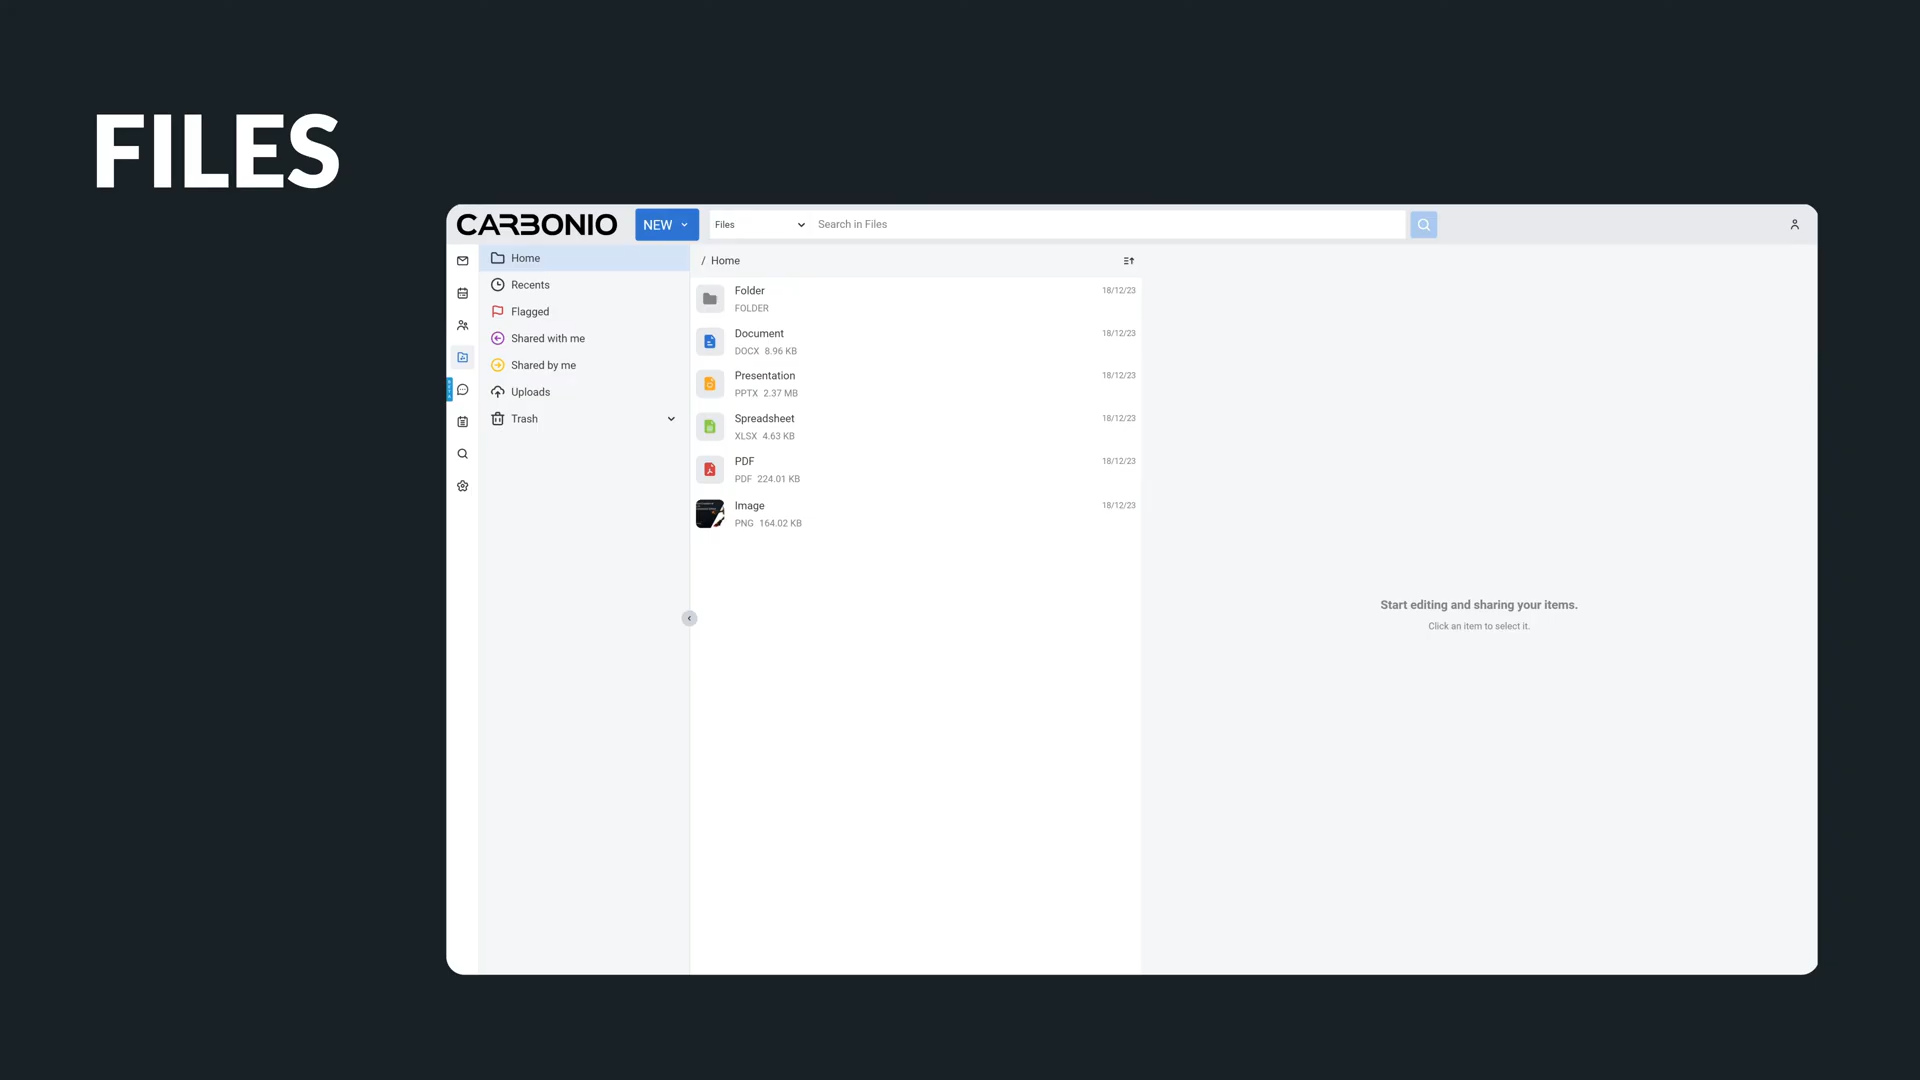 FILES
CARBONIO
NEW
Files
Search in Files
Home
Recents
Flagged
Shared with me
Shared by me
Uploads
Trash
/ Home
Folder
18/12/23
FOLDER
Document
18/12/23
DOCX 8.96 KB
Presentation
18/12/23
PPTX 2.37 MB
Spreadsheet
18/12/23
XLSX 4.63 KB
PDF
18/12/23
PDF 224.01 KB
Image
18/12/23
PNG 164.02 KB
Start editing and sharing your items.
Click an item to select it.